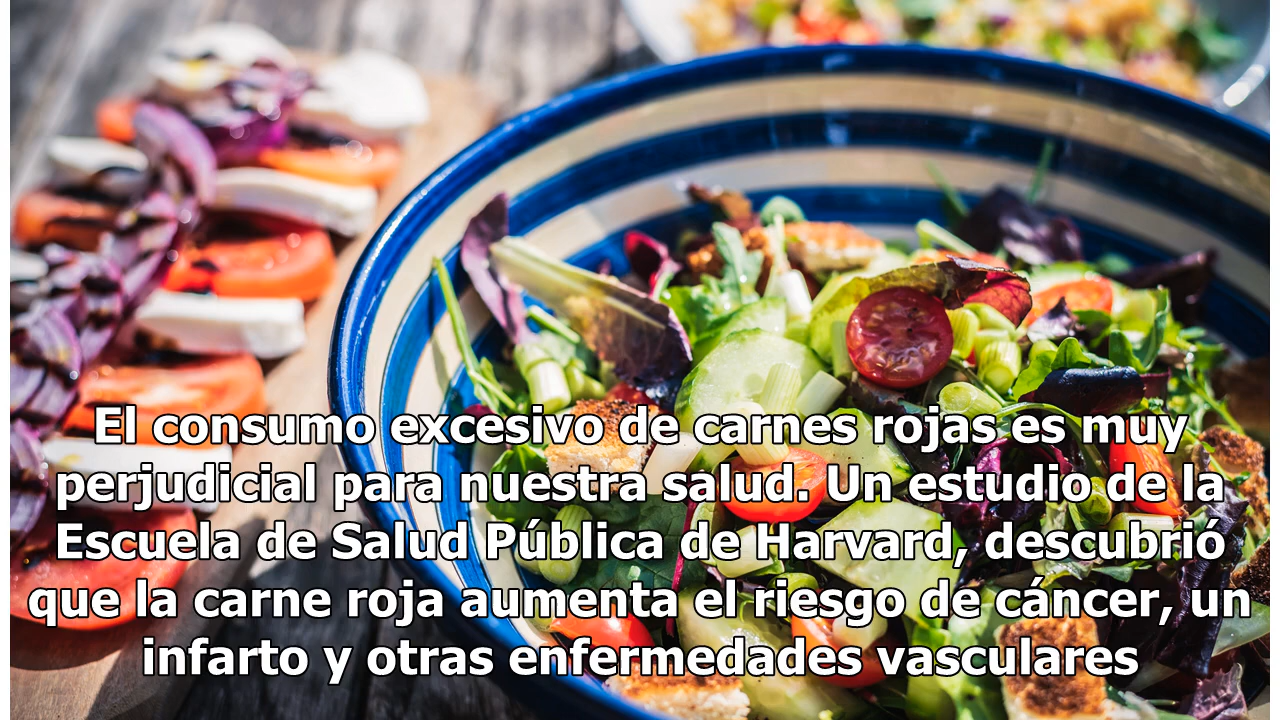 El consumo excesivo de carnes rojas es muy
perjudicial para nuestra salud. Un estudio de la
Escuela de Salud Pública de Harvard, descubrió
que la carne roja aumenta el riesgo de cáncer, un
infarto y otras enfermedades vasculares